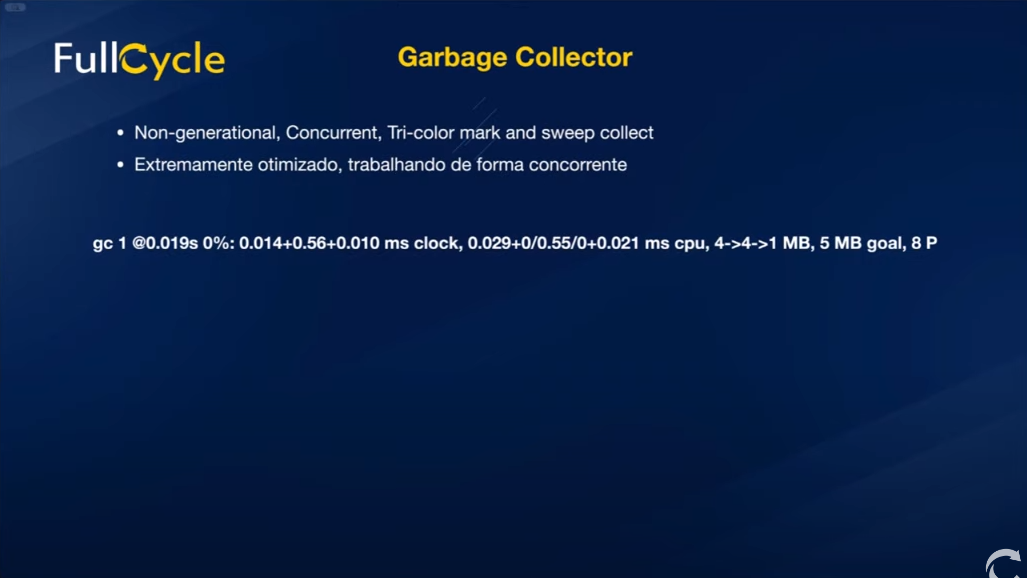 FullCycle
Garbage Collector
• Non-generational, Concurrent, Tri-color mark and sweep collect
• Extremamente otimizado, trabalhando de forma concorrente
gc 1 @0.019s 0%: 0.014+0.56+0.010 ms clock, 0.029+0/0.55/0+0.021 ms cpu, 4->4->1 MB, 5 MB goal, 8 P